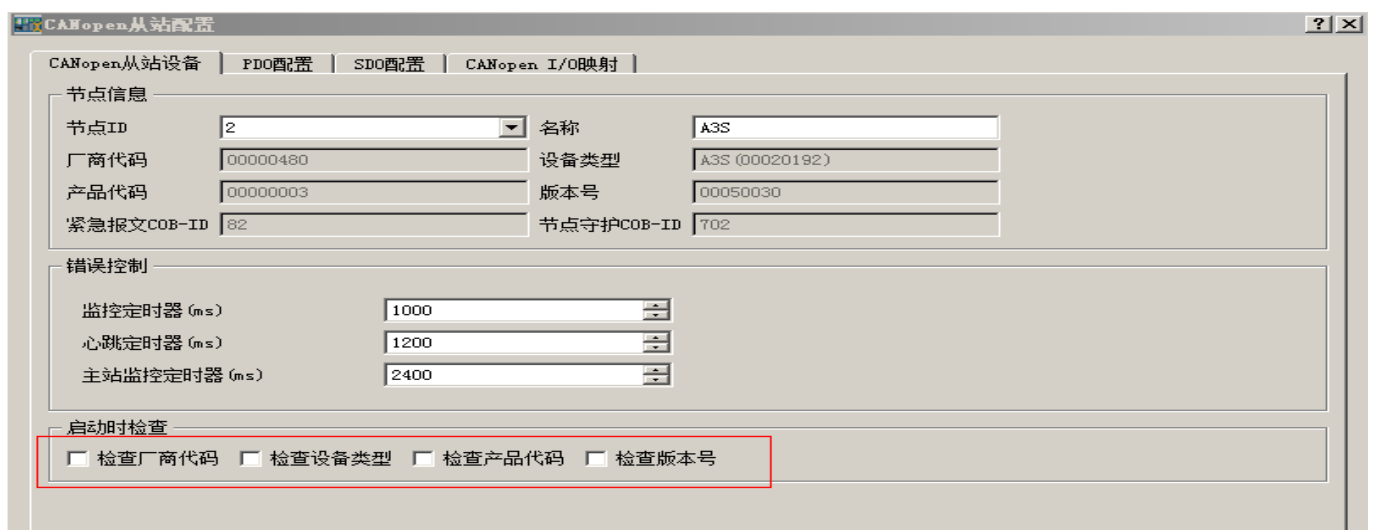 CANopen从站配置
CANopen从站设备 PDO配置 SDO配置 CANopen I/O映射
节点信息
节点ID 2 名称 A3S
厂商代码 00000480 设备类型 A3S(00020192)
产品代码 00000003 版本号 00050030
紧急报文COB-ID 82 节点守护COB-ID 702
错误控制
监控定时器(ms) 1000
心跳定时器(ms) 1200
主站监控定时器(ms) 2400
启动时检查
检查厂商代码 检查设备类型 检查产品代码 检查版本号